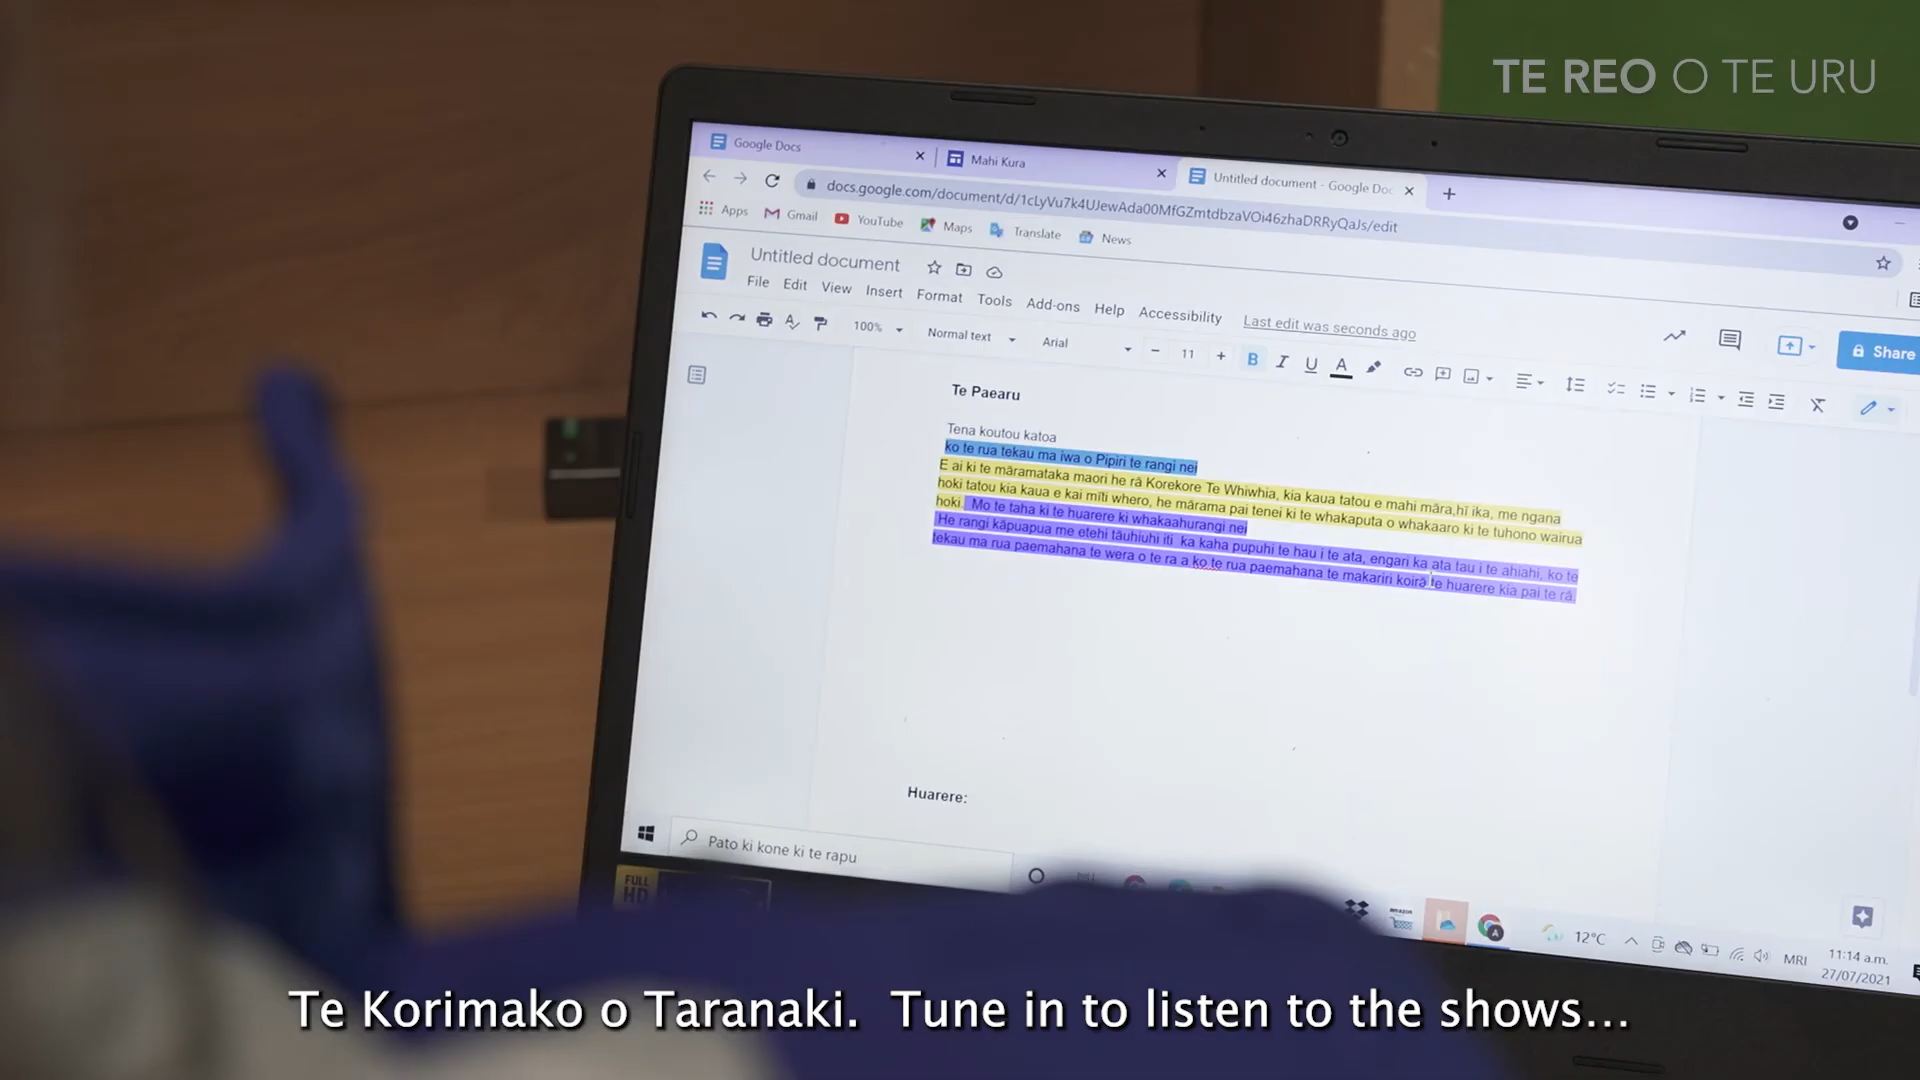 TE REO O TE URU
Google Docs
Mahi Kura
Untitled document - Google Doc
docs.google.com/document/d/1cLyVu7k4UJewAda00MfGZmtdbzaVOi46zhaDRRyQaJs/edit
Apps Gmail YouTube Maps Translate News
Untitled document
File Edit View Insert Format Tools Add-ons Help Accessibility Last edit was seconds ago
100% Normal text Arial 11 B I U A
Share
Te Paearu
Tena koutou katoa
ko te rua tekau ma iwa o Pipiri te rangi nei
E ai ki te māramataka maori he rā Korekore Te Whiwhia, kia kaua tatou e mahi māra,hī ika, me ngana
hoki tatou kia kaua e kai mīti whero, he mārama pai tenei ki te whakaputa o whakaaro ki te tuhono wairua
hoki. Mo te taha ki te huarere ki whakaahurangi nei
He rangi kāpuapua me etehi tāuhiuhi iti ka kaha pupuhi te hau i te ata, engari ka ata tau i te ahiahi, ko te
tekau ma rua paemahana te wera o te ra a ko te rua paemahana te makariri koirā te huarere kia pai te rā.
Huarere:
Pato ki kone ki te rapu
FULL HD
amazon
A
12°C
MRI
11:14 a.m.
27/07/2021
Te Korimako o Taranaki. Tune in to listen to the shows...